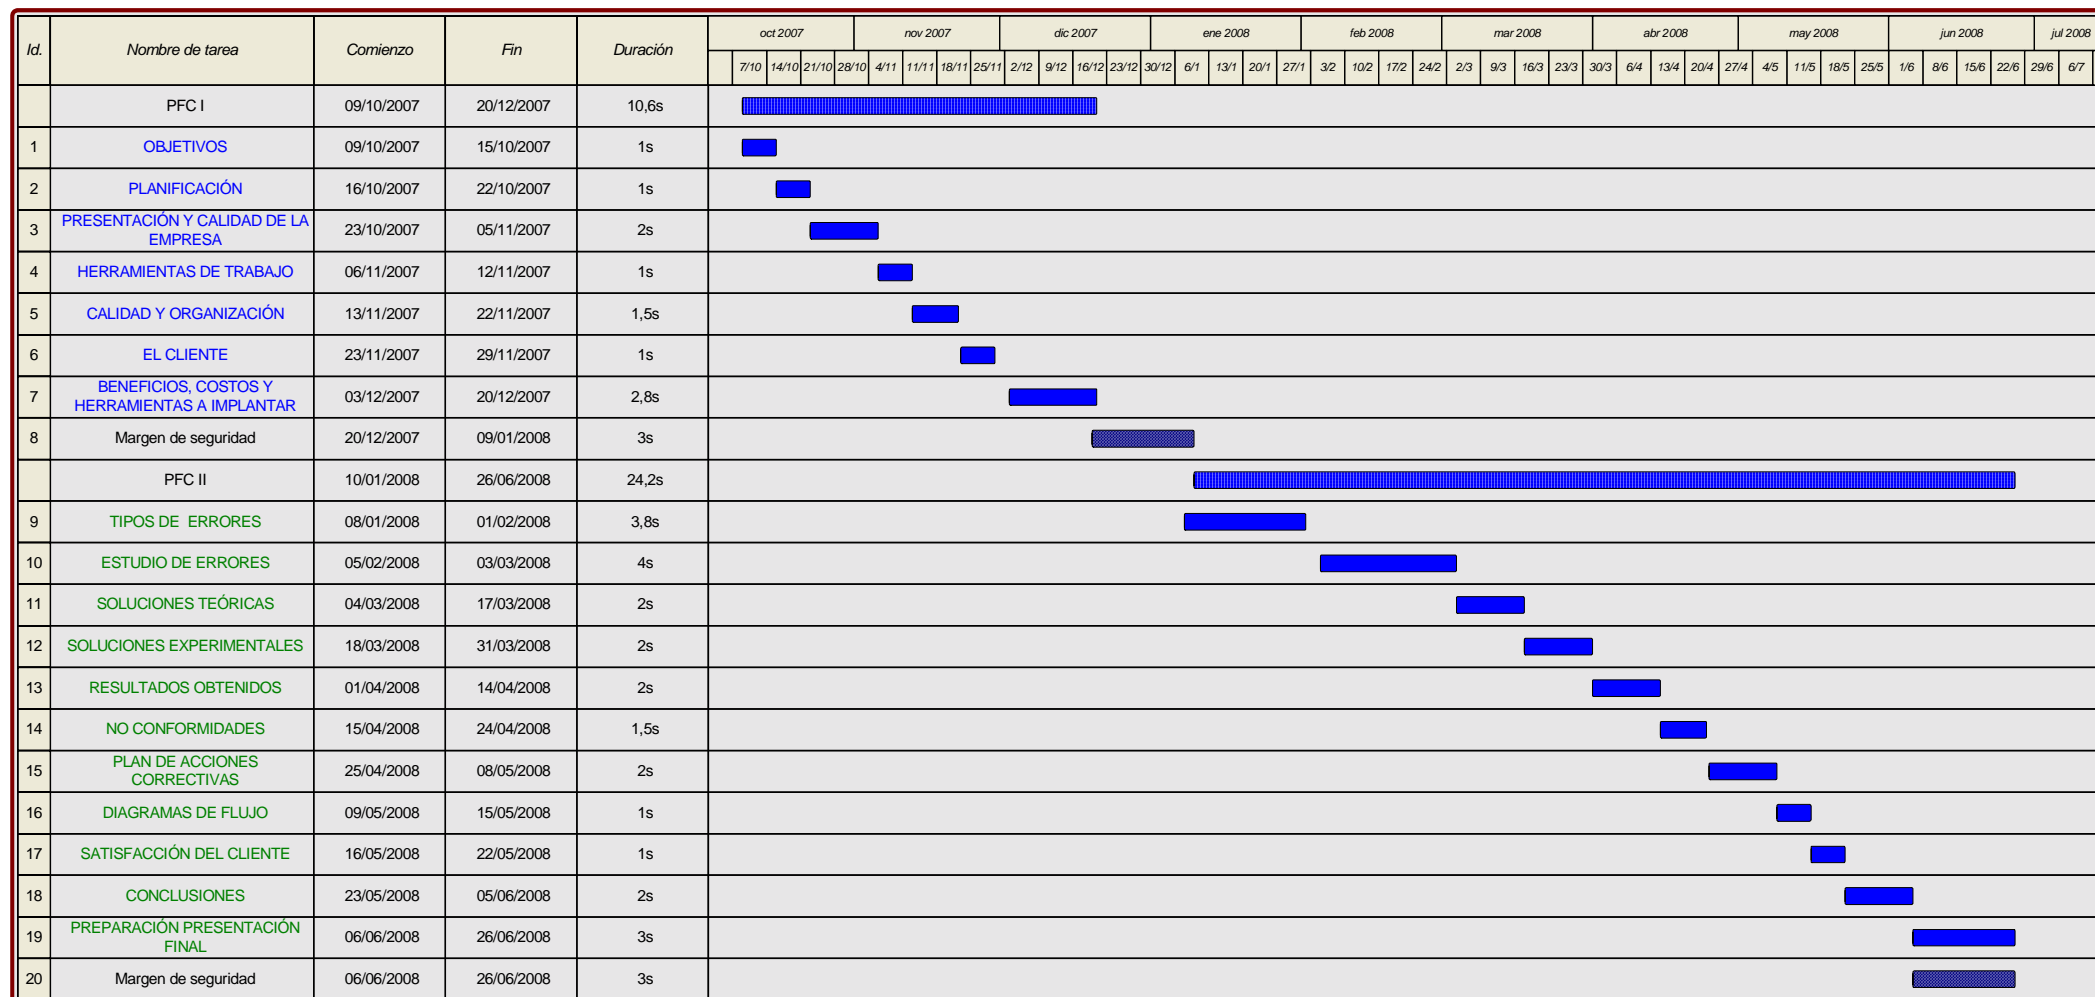 Id. Nombre de tarea Comienzo Fin Duración oct 2007 nov 2007 dic 2007 ene 2008 feb 2008 mar 2008 abr 2008 may 2008 jun 2008 jul 2008
7/10 14/10 21/10 28/10 4/11 11/11 18/11 25/11 2/12 9/12 16/12 23/12 30/12 6/1 13/1 20/1 27/1 3/2 10/2 17/2 24/2 2/3 9/3 16/3 23/3 30/3 6/4 13/4 20/4 27/4 4/5 11/5 18/5 25/5 1/6 8/6 15/6 22/6 29/6 6/7
PFC I 09/10/2007 20/12/2007 10,6s
1 OBJETIVOS 09/10/2007 15/10/2007 1s
2 PLANIFICACIÓN 16/10/2007 22/10/2007 1s
3 PRESENTACIÓN Y CALIDAD DE LA
EMPRESA 23/10/2007 05/11/2007 2s
4 HERRAMIENTAS DE TRABAJO 06/11/2007 12/11/2007 1s
5 CALIDAD Y ORGANIZACIÓN 13/11/2007 22/11/2007 1,5s
6 EL CLIENTE 23/11/2007 29/11/2007 1s
7 BENEFICIOS, COSTOS Y
HERRAMIENTAS A IMPLANTAR 03/12/2007 20/12/2007 2,8s
8 Margen de seguridad 20/12/2007 09/01/2008 3s
PFC II 10/01/2008 26/06/2008 24,2s
9 TIPOS DE ERRORES 08/01/2008 01/02/2008 3,8s
10 ESTUDIO DE ERRORES 05/02/2008 03/03/2008 4s
11 SOLUCIONES TEÓRICAS 04/03/2008 17/03/2008 2s
12 SOLUCIONES EXPERIMENTALES 18/03/2008 31/03/2008 2s
13 RESULTADOS OBTENIDOS 01/04/2008 14/04/2008 2s
14 NO CONFORMIDADES 15/04/2008 24/04/2008 1,5s
15 PLAN DE ACCIONES
CORRECTIVAS 25/04/2008 08/05/2008 2s
16 DIAGRAMAS DE FLUJO 09/05/2008 15/05/2008 1s
17 SATISFACCIÓN DEL CLIENTE 16/05/2008 22/05/2008 1s
18 CONCLUSIONES 23/05/2008 05/06/2008 2s
19 PREPARACIÓN PRESENTACIÓN
FINAL 06/06/2008 26/06/2008 3s
20 Margen de seguridad 06/06/2008 26/06/2008 3s